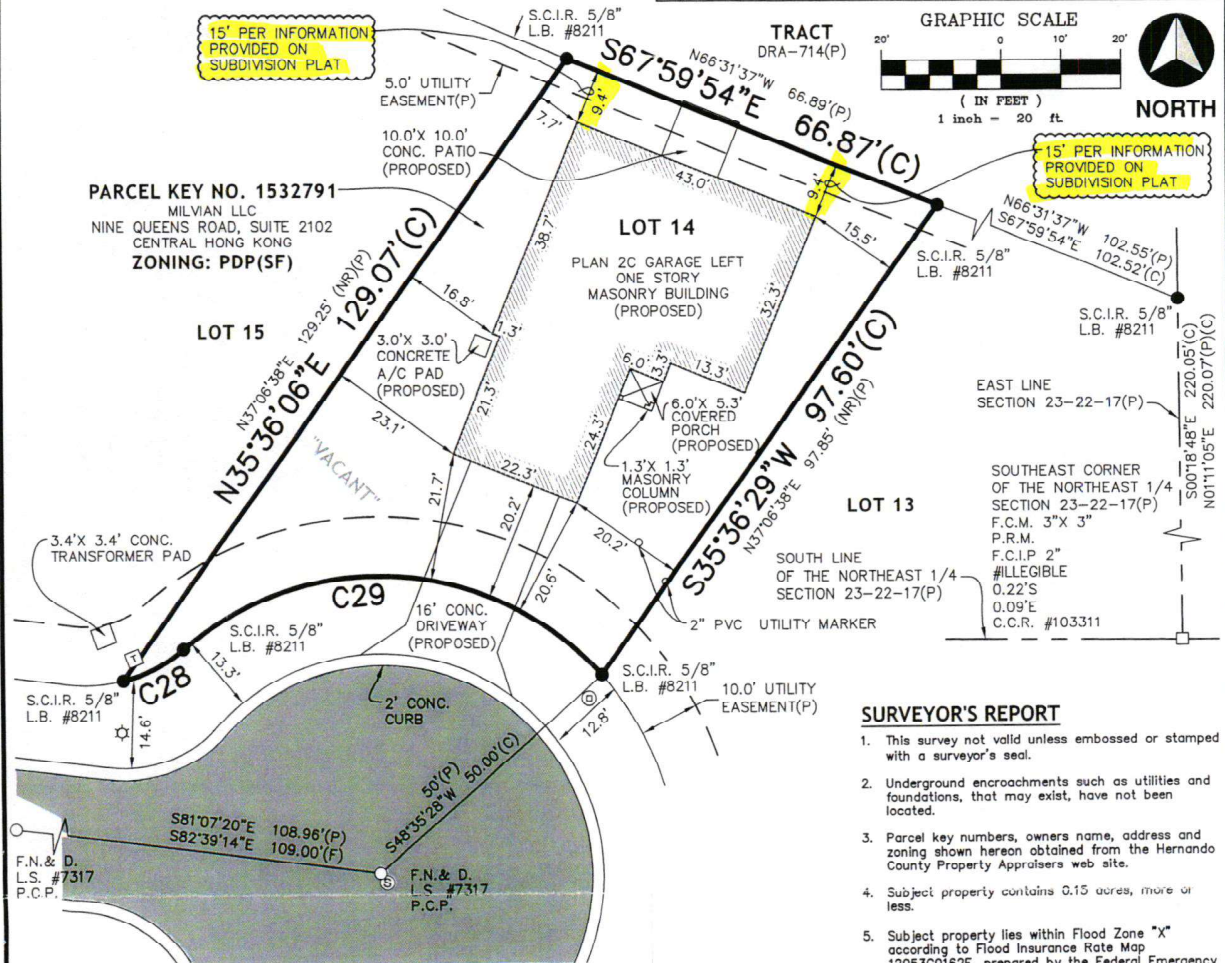 S.C.I.R. 5/8"
L.B. #8211
15' PER INFORMATION
PROVIDED ON
SUBDIVISION PLAT
TRACT
DRA-714(P)
GRAPHIC SCALE
20' 0 10' 20'
( IN FEET )
1 inch = 20 ft.
NORTH
S67°59'54"E 66.87'(C)
N66°31'37"W 66.89'(P)
5.0' UTILITY
EASEMENT(P)
9.4'
7.7'
10.0'X 10.0'
CONC. PATIO
(PROPOSED)
15' PER INFORMATION
PROVIDED ON
SUBDIVISION PLAT
43.0'
9.4'
PARCEL KEY NO. 1532791
MILVIAN LLC
NINE QUEENS ROAD, SUITE 2102
CENTRAL HONG KONG
ZONING: PDP(SF)
N66°31'37"W 102.55'(P)
S67°59'54"E 102.52'(C)
LOT 14
38.7'
15.5'
S.C.I.R. 5/8"
L.B. #8211
PLAN 2C GARAGE LEFT
ONE STORY
MASONRY BUILDING
(PROPOSED)
32.3'
S.C.I.R. 5/8"
L.B. #8211
N35°36'06"E 129.07'(C)
N37°06'38"E 129.25' (NR)(P)
16.8'
LOT 15
1.3'
3.0'X 3.0'
CONCRETE
A/C PAD
(PROPOSED)
21.3'
6.0'
13.3'
13.3'
6.0'X 5.3'
COVERED
PORCH
(PROPOSED)
24.3'
1.3'X 1.3'
MASONRY
COLUMN
(PROPOSED)
S35°36'29"W 97.60'(C)
N37°06'38"E 97.85' (NR)(P)
EAST LINE
SECTION 23-22-17(P)
S00°18'48"E 220.05'(C)
N01°11'05"E 220.07'(P)(C)
23.1'
"VACANT"
22.3'
21.7'
20.2'
20.6'
20.2'
LOT 13
SOUTHEAST CORNER
OF THE NORTHEAST 1/4
SECTION 23-22-17(P)
F.C.M. 3"X 3"
P.R.M.
F.C.I.P 2"
#ILLEGIBLE
0.22'S
0.09'E
C.C.R. #103311
SOUTH LINE
OF THE NORTHEAST 1/4
SECTION 23-22-17(P)
3.4'X 3.4' CONC.
TRANSFORMER PAD
C29
16' CONC.
DRIVEWAY
(PROPOSED)
2" PVC UTILITY MARKER
S.C.I.R. 5/8"
L.B. #8211
T
C28
13.3'
S.C.I.R. 5/8"
L.B. #8211
14.6'
2' CONC.
CURB
S.C.I.R. 5/8"
L.B. #8211
12.8'
10.0' UTILITY
EASEMENT(P)
50'(P)
S48°35'28"W 50.00'(C)
S81°07'20"E 108.96'(P)
S82°39'14"E 109.00'(F)
F.N.& D.
L.S. #7317
P.C.P.
F.N.& D.
L.S. #7317
P.C.P.
S
SURVEYOR'S REPORT
1. This survey not valid unless embossed or stamped
with a surveyor's seal.
2. Underground encroachments such as utilities and
foundations, that may exist, have not been
located.
3. Parcel key numbers, owners name, address and
zoning shown hereon obtained from the Hernando
County Property Appraisers web site.
4. Subject property contains 0.15 acres, more or
less.
5. Subject property lies within Flood Zone "X"
according to Flood Insurance Rate Map
prepared by the Federal Emergency